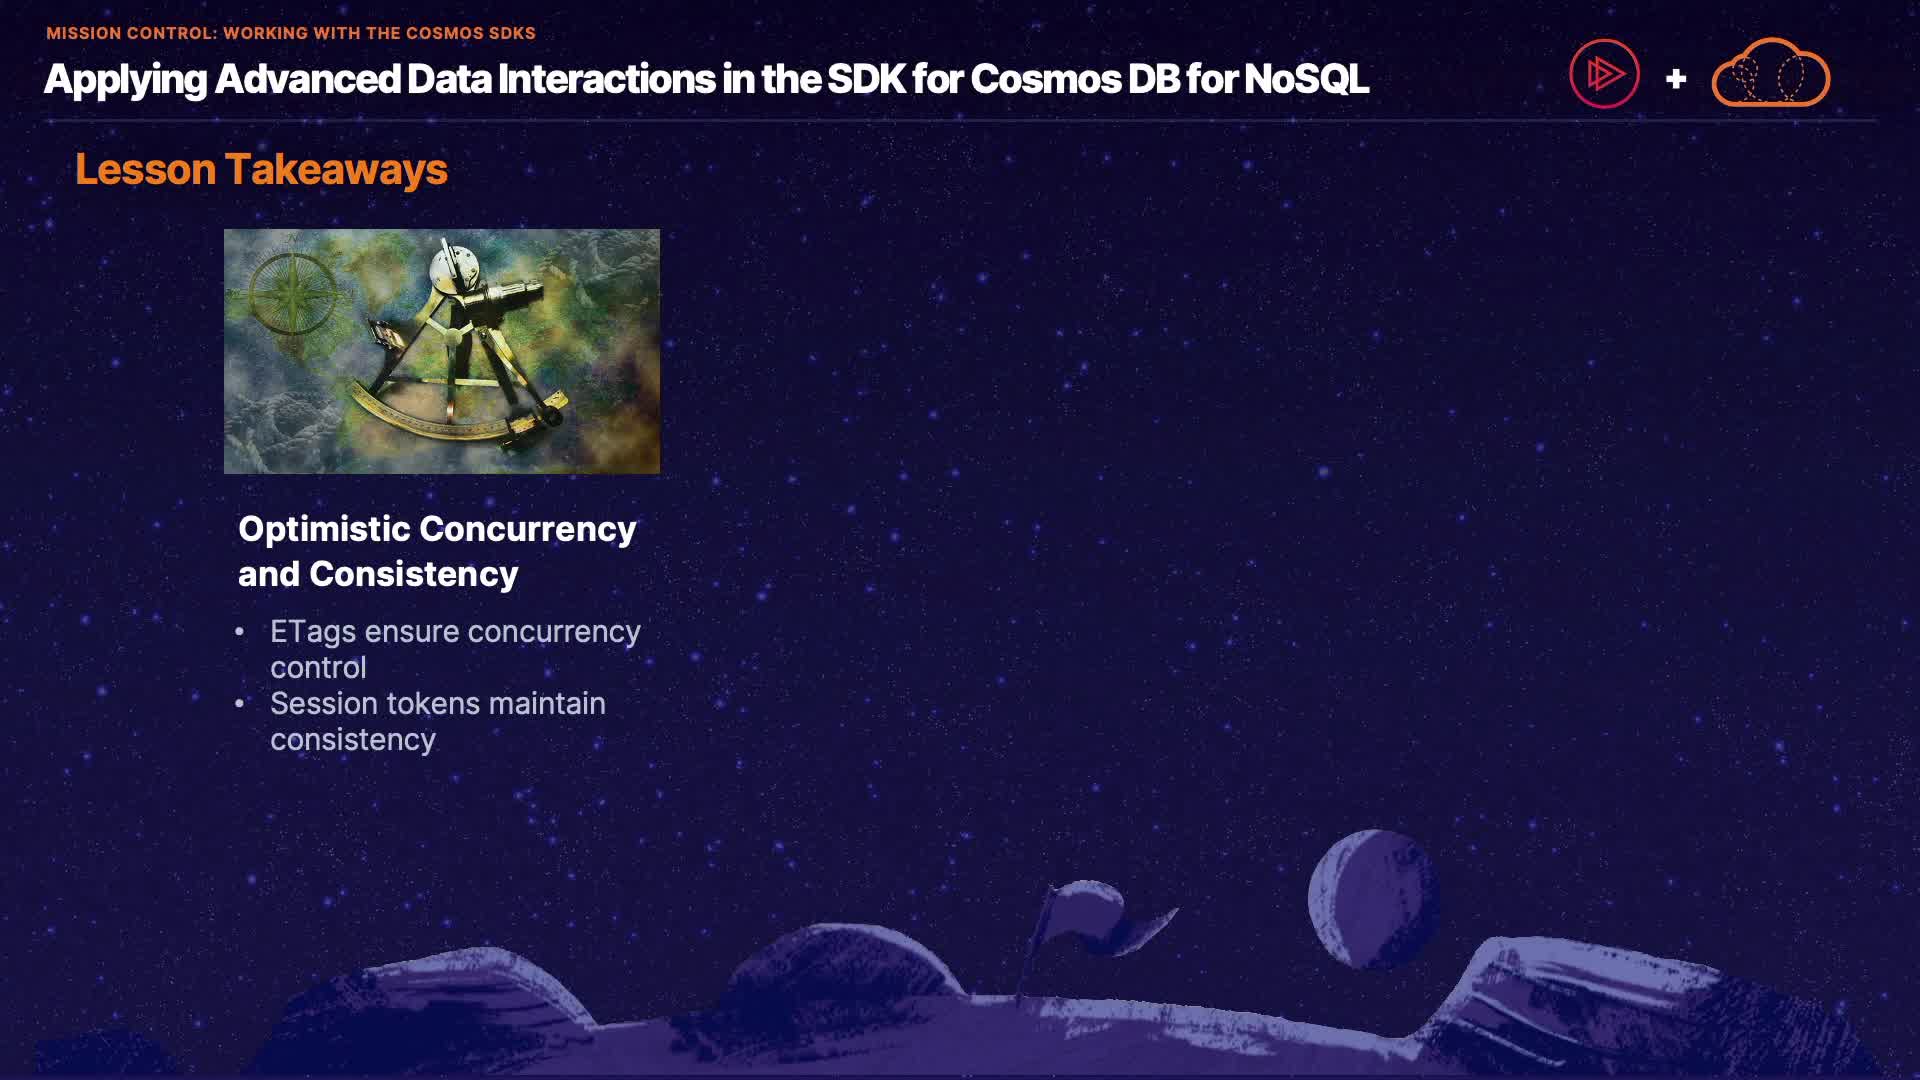 MISSION CONTROL: WORKING WITH THE COSMOS SDKS
Applying Advanced Data Interactions in the SDK for Cosmos DB for NoSQL
+
Lesson Takeaways
N
Optimistic Concurrency
and Consistency
• ETags ensure concurrency
control
• Session tokens maintain
consistency